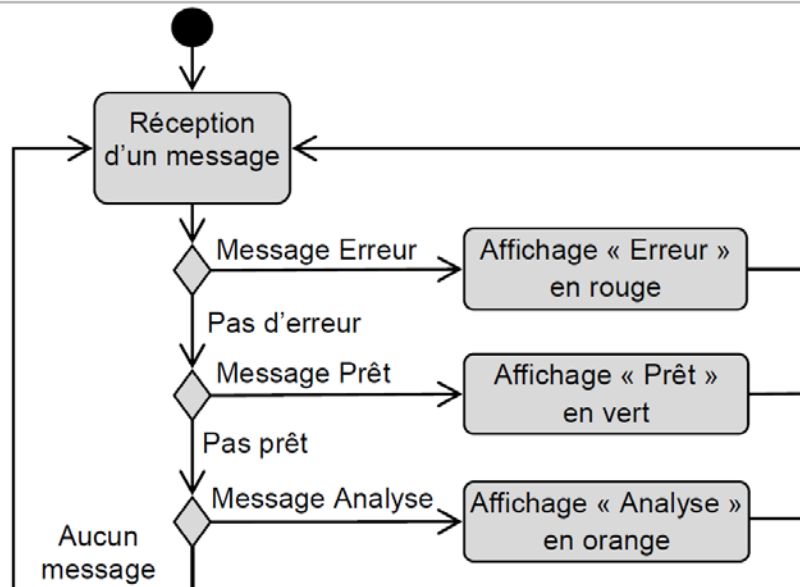 Réception
d'un message
Message Erreur
Affichage « Erreur »
en rouge
Pas d'erreur
Message Prêt
Affichage « Prêt »
en vert
Pas prêt
Message Analyse
Affichage « Analyse »
en orange
Aucun
message